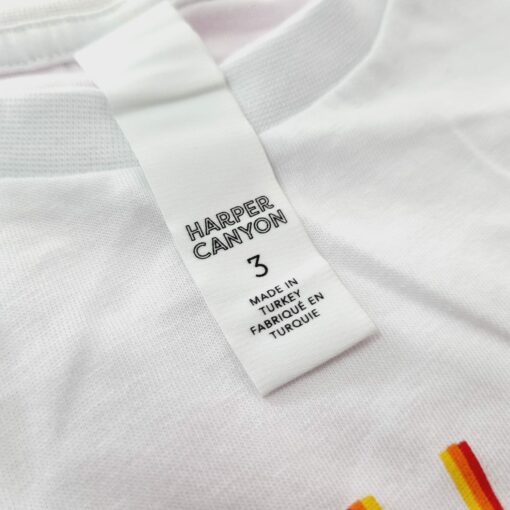 HARPER
CANYON
3
MADE IN
TURKEY
FABRIQUÉ EN
TURQUIE